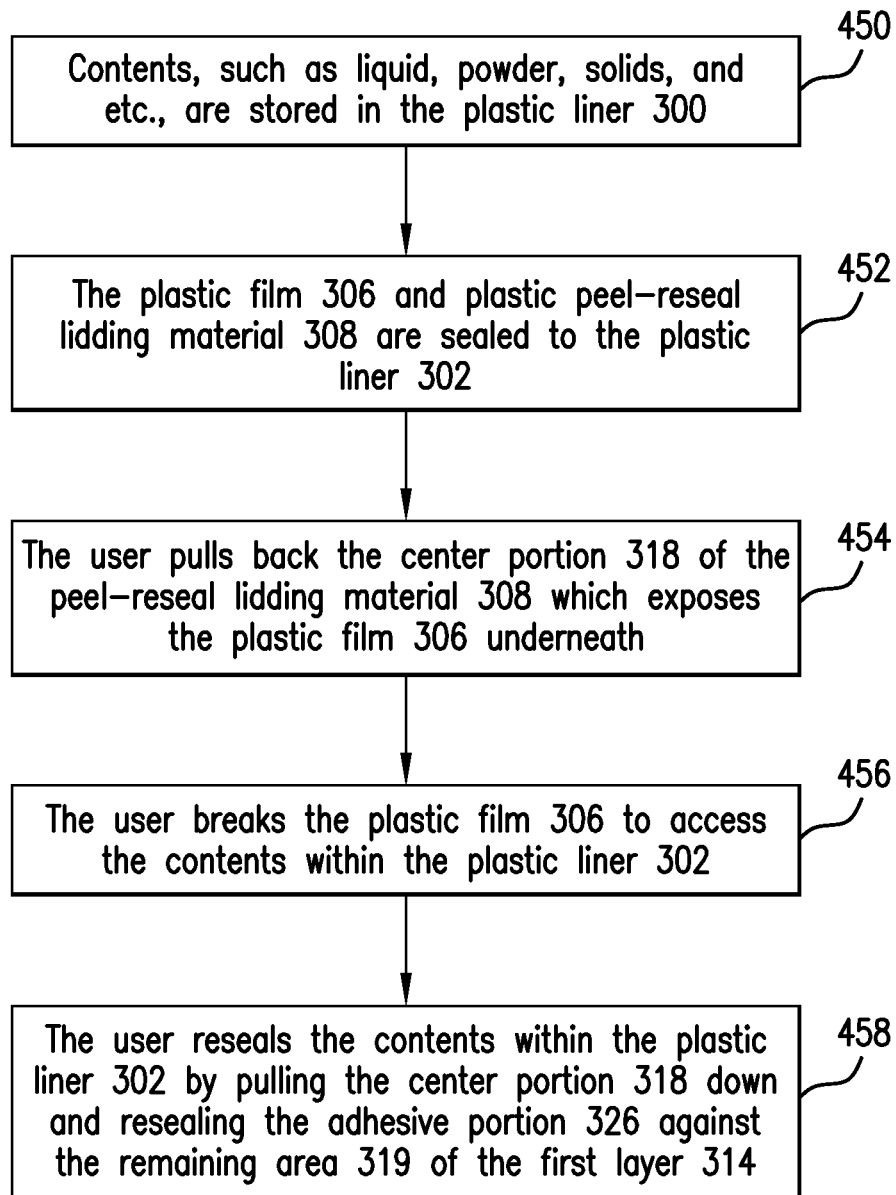 450
Contents, such as liquid, powder, solids, and
etc., are stored in the plastic liner 300
452
The plastic film 306 and plastic peel-reseal
lidding material 308 are sealed to the plastic
liner 302
454
The user pulls back the center portion 318 of the
peel-reseal lidding material 308 which exposes
the plastic film 306 underneath
456
The user breaks the plastic film 306 to access
the contents within the plastic liner 302
458
The user reseals the contents within the plastic
liner 302 by pulling the center portion 318 down
and resealing the adhesive portion 326 against
the remaining area 319 of the first layer 314